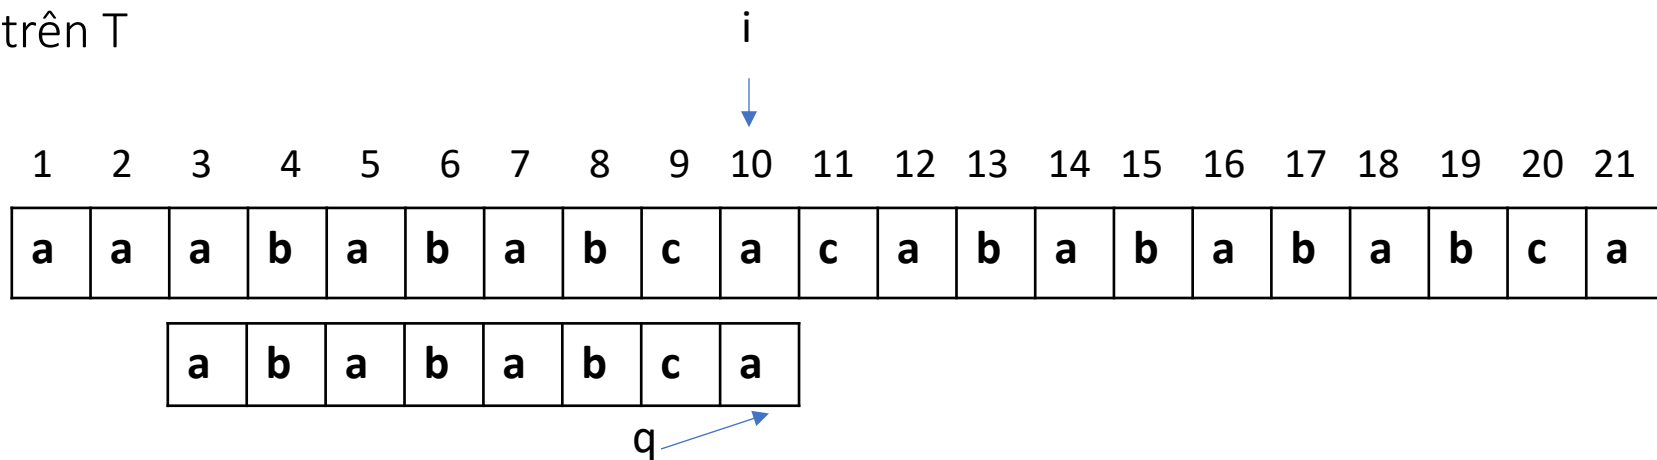 trên T
i
1 2 3 4 5 6 7 8 9 10 11 12 13 14 15 16 17 18 19 20 21
a a a b a b a b c a c a b a b a b a b c a
a b a b a b c a
q